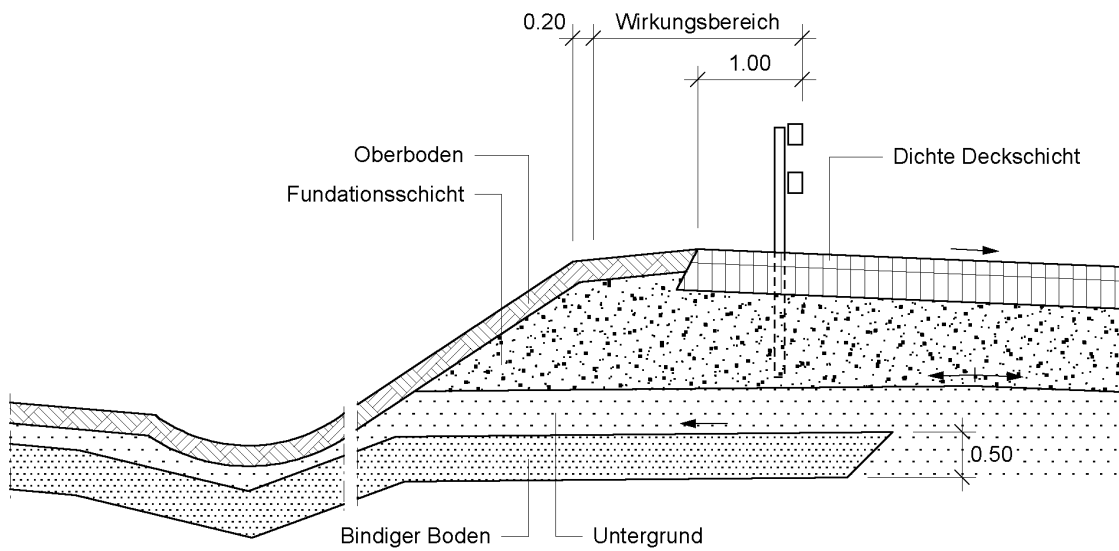 0.20
Wirkungsbereich
1.00
Oberboden
Dichte Deckschicht
Fundationsschicht
0.50
Bindiger Boden
Untergrund